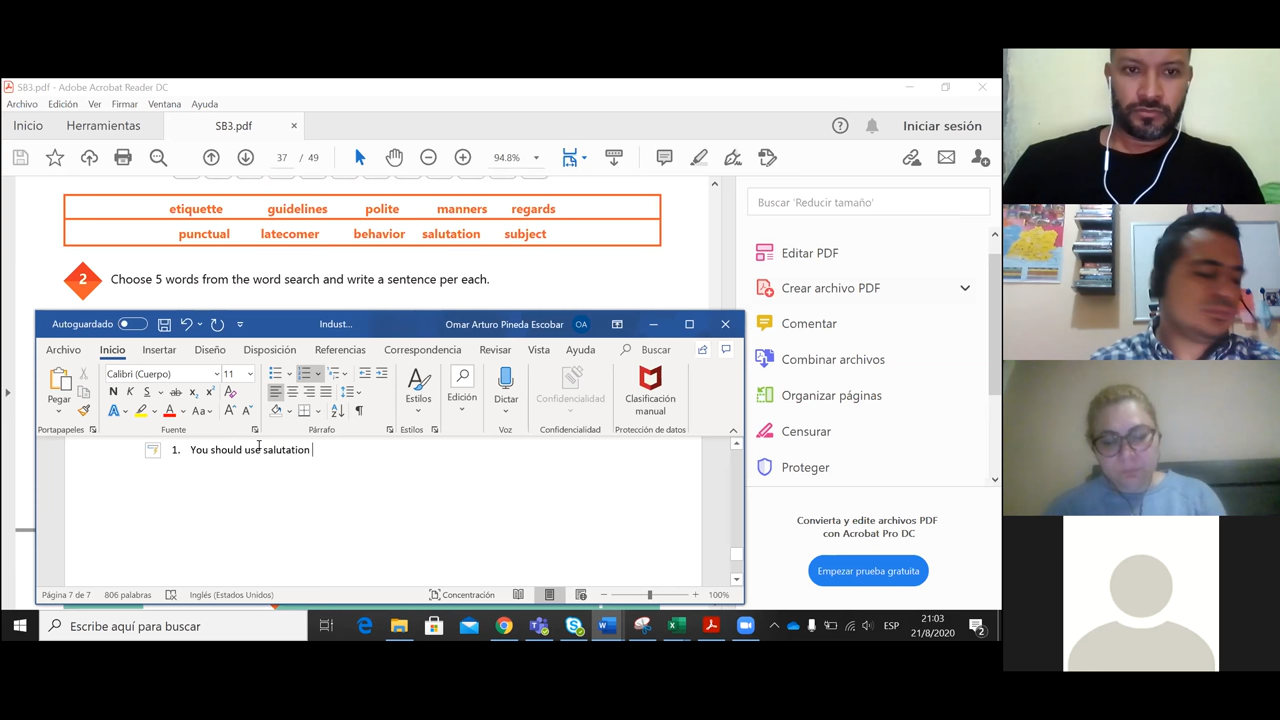 SB3.pdf - Adobe Acrobat Reader DC
Archivo Edición Ver Firmar Ventana Ayuda
Inicio Herramientas SB3.pdf × Iniciar sesión
37 / 49 94.8%
etiquette guidelines polite manners regards
punctual latecomer behavior salutation subject
2 Choose 5 words from the word search and write a sentence per each.
Autoguardado Indust... Omar Arturo Pineda Escobar OA
Archivo Inicio Insertar Diseño Disposición Referencias Correspondencia Revisar Vista Ayuda Buscar
Calibri (Cuerpo) 11
Pegar Estilos Edición Dictar Confidencialidad Clasificación manual
Portapapeles Fuente Párrafo Estilos Voz Confidencialidad Protección de datos
1. You should use salutation
Página 7 de 7 806 palabras Inglés (Estados Unidos) Concentración 100%
Buscar 'Reducir tamaño'
Editar PDF
Crear archivo PDF
Comentar
Combinar archivos
Organizar páginas
Censurar
Proteger
Convierta y edite archivos PDF
con Acrobat Pro DC
Empezar prueba gratuita
Escribe aquí para buscar
ESP
21:03
21/8/2020
2